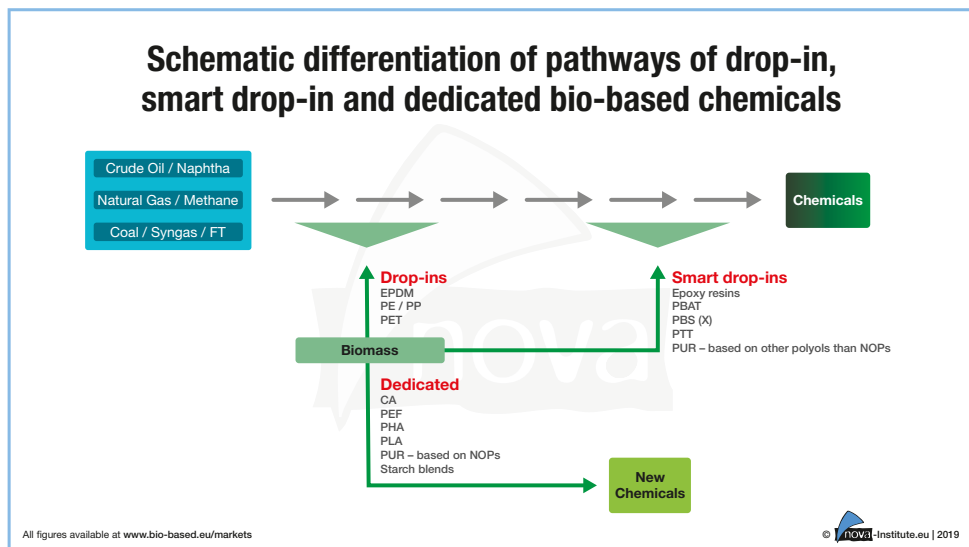 Schematic differentiation of pathways of drop-in,
smart drop-in and dedicated bio-based chemicals
Crude Oil / Naphtha
Natural Gas / Methane
Coal / Syngas / FT
Chemicals
Drop-ins
EPDM
PE / PP
PET
Smart drop-ins
Epoxy resins
PBAT
PBS (X)
PTT
PUR – based on other polyols than NOPs
Biomass
nova
Dedicated
CA
PEF
PHA
PLA
PUR – based on NOPs
Starch blends
New
Chemicals
All figures available at www.bio-based.eu/markets
© nova-Institute.eu | 2019